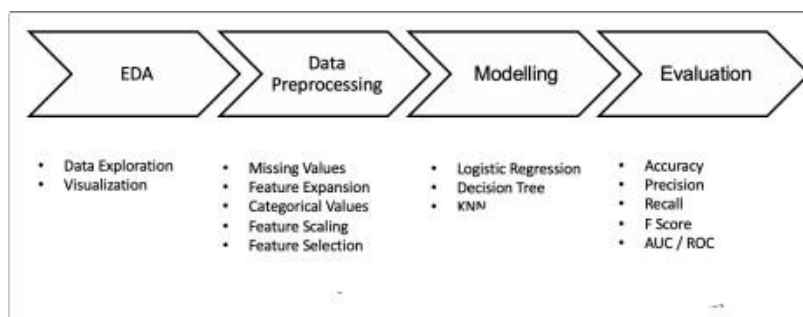 EDA
Data
Preprocessing
Modelling
Evaluation
• Data Exploration
• Visualization
• Missing Values
• Feature Expansion
• Categorical Values
• Feature Scaling
• Feature Selection
• Logistic Regression
• Decision Tree
• KNN
• Accuracy
• Precision
• Recall
• F Score
• AUC / ROC